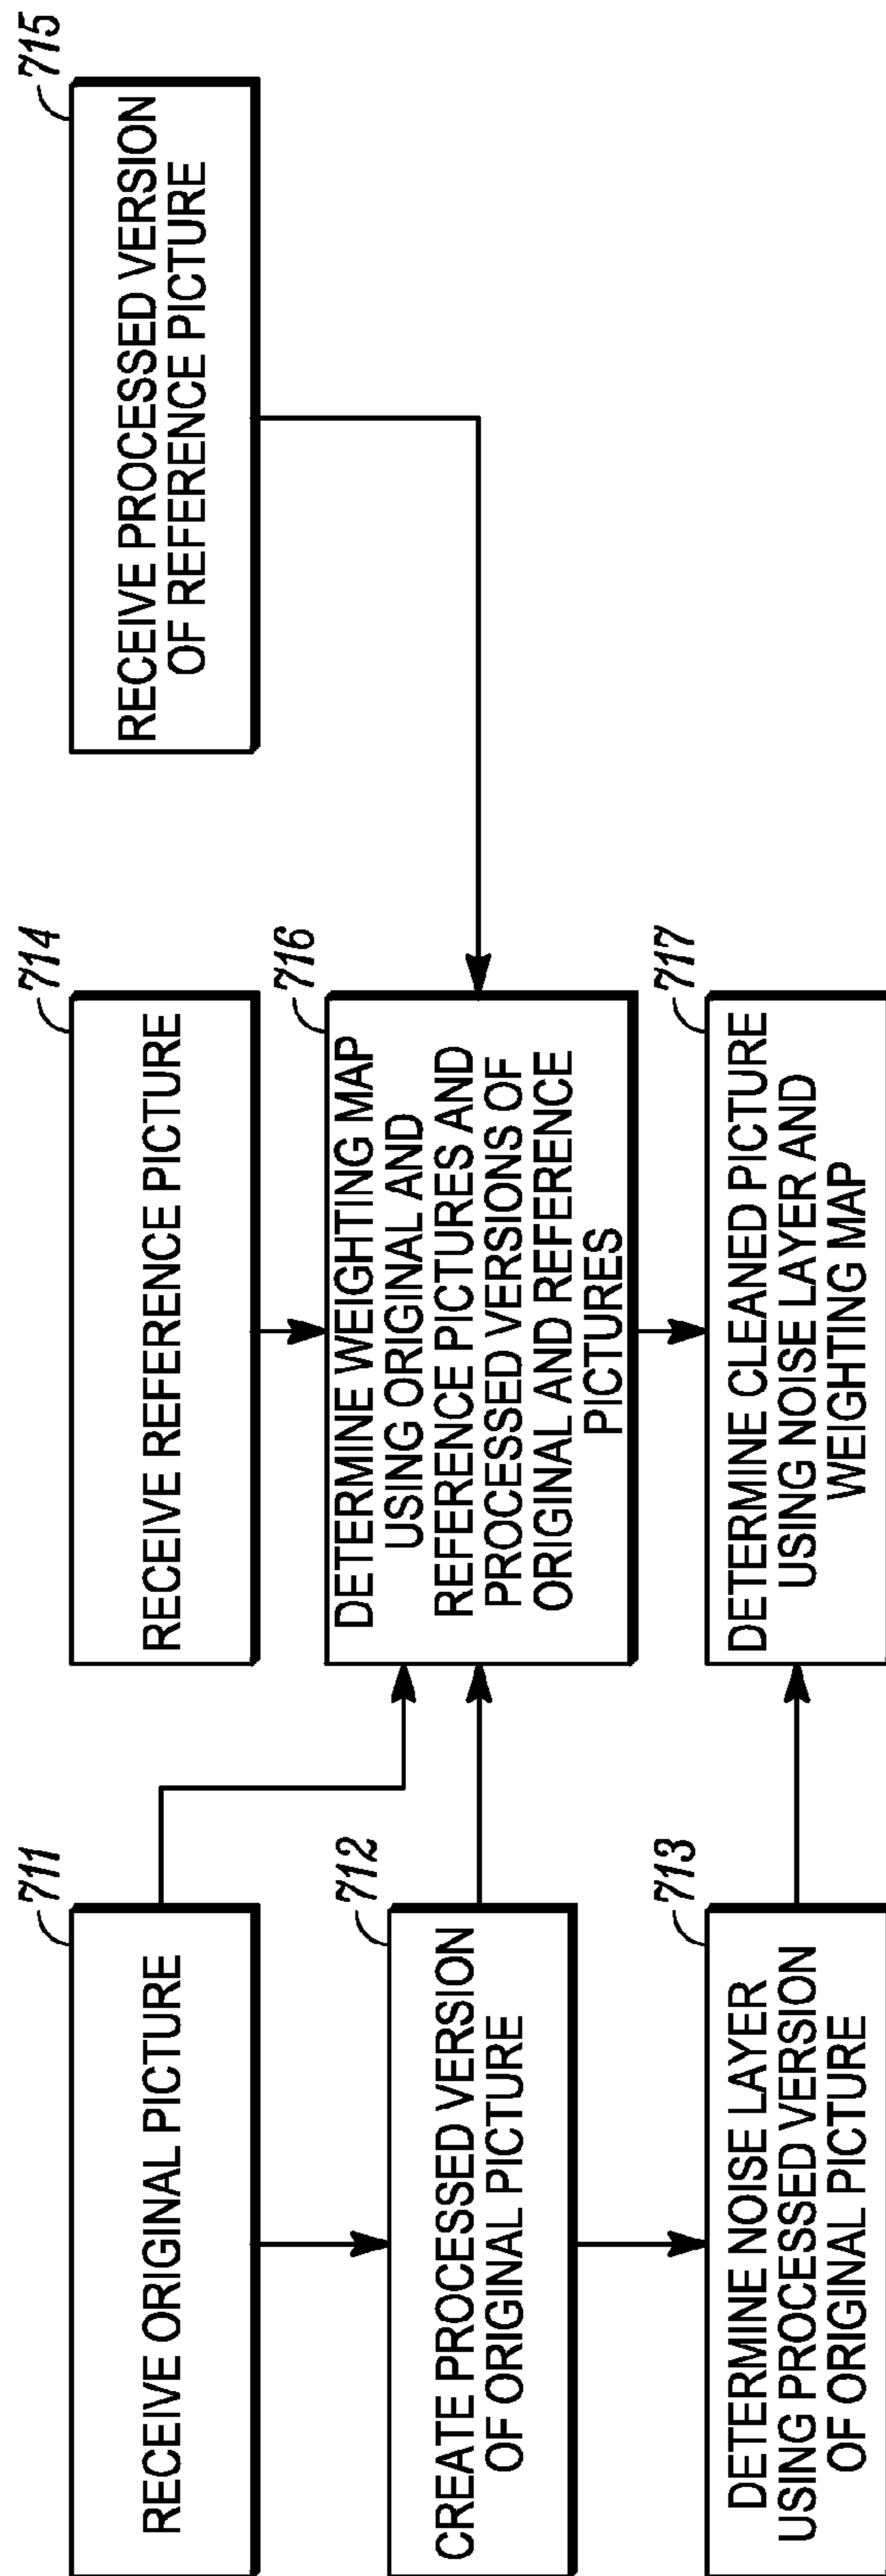 711
RECEIVE ORIGINAL PICTURE
712
CREATE PROCESSED VERSION
OF ORIGINAL PICTURE
713
DETERMINE NOISE LAYER
USING PROCESSED VERSION
OF ORIGINAL PICTURE
714
RECEIVE REFERENCE PICTURE
715
RECEIVE PROCESSED VERSION
OF REFERENCE PICTURE
716
DETERMINE WEIGHTING MAP
USING ORIGINAL AND
REFERENCE PICTURES AND
PROCESSED VERSIONS OF
ORIGINAL AND REFERENCE
PICTURES
717
DETERMINE CLEANED PICTURE
USING NOISE LAYER AND
WEIGHTING MAP